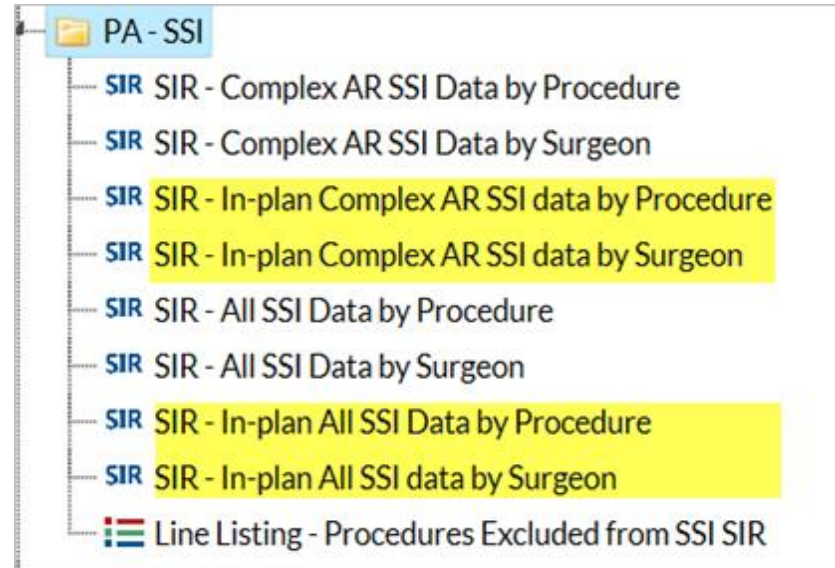 PA - SSI
SIR SIR - Complex AR SSI Data by Procedure
SIR SIR - Complex AR SSI Data by Surgeon
SIR SIR - In-plan Complex AR SSI data by Procedure
SIR SIR - In-plan Complex AR SSI data by Surgeon
SIR SIR - All SSI Data by Procedure
SIR SIR - All SSI Data by Surgeon
SIR SIR - In-plan All SSI Data by Procedure
SIR SIR - In-plan All SSI data by Surgeon
Line Listing - Procedures Excluded from SSI SIR